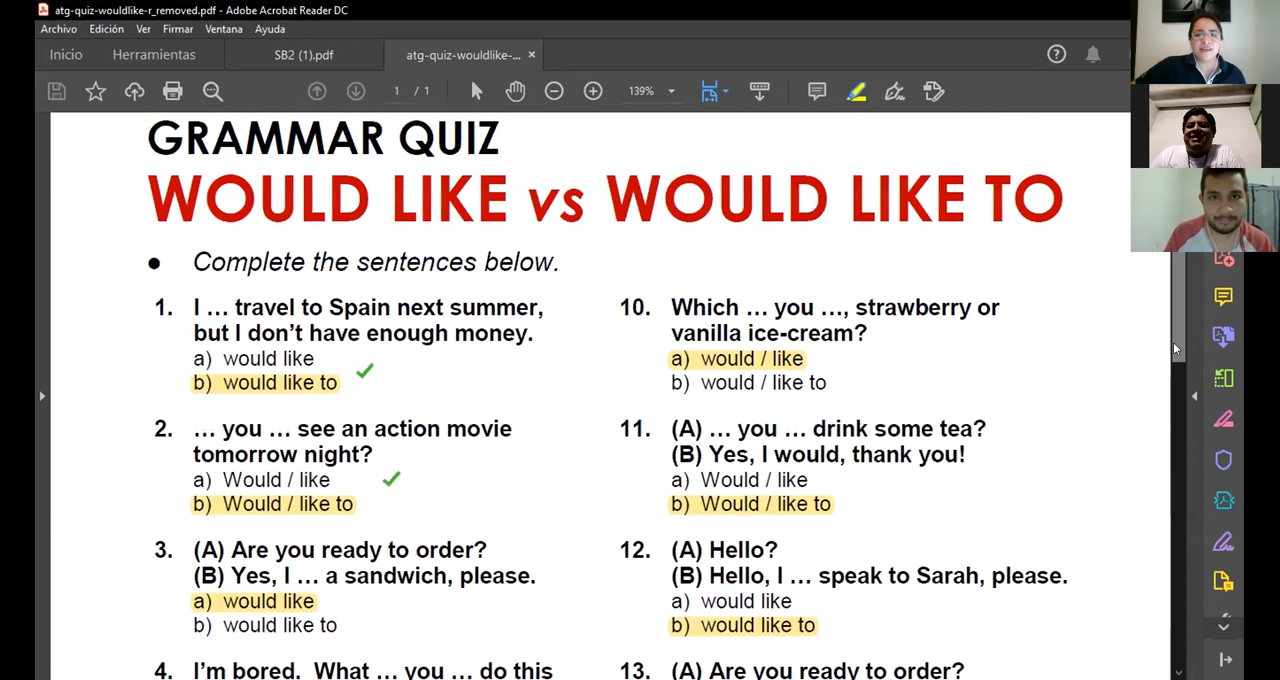 atg-quiz-wouldlike-r_removed.pdf - Adobe Acrobat Reader DC
Archivo Edición Ver Firmar Ventana Ayuda
Inicio Herramientas SB2 (1).pdf atg-quiz-wouldlike-... ×
1 / 1 139%
GRAMMAR QUIZ
WOULD LIKE vs WOULD LIKE TO
● Complete the sentences below.
1. I ... travel to Spain next summer,
but I don't have enough money.
a) would like
b) would like to
2. ... you ... see an action movie
tomorrow night?
a) Would / like
b) Would / like to
3. (A) Are you ready to order?
(B) Yes, I ... a sandwich, please.
a) would like
b) would like to
4. I'm bored. What ... you ... do this
10. Which ... you ..., strawberry or
vanilla ice-cream?
a) would / like
b) would / like to
11. (A) ... you ... drink some tea?
(B) Yes, I would, thank you!
a) Would / like
b) Would / like to
12. (A) Hello?
(B) Hello, I ... speak to Sarah, please.
a) would like
b) would like to
13. (A) Are you ready to order?